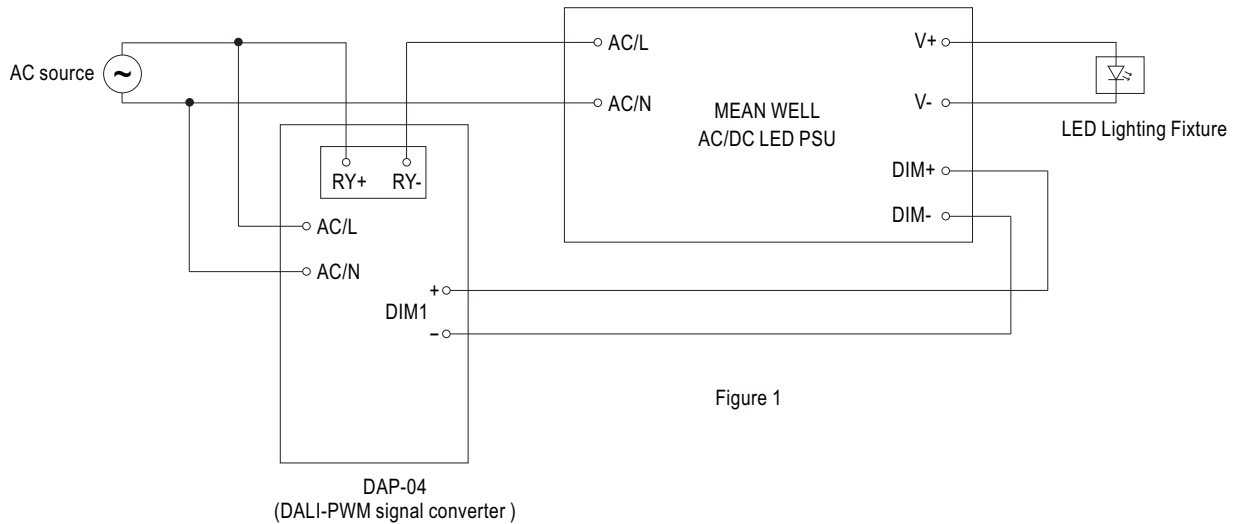 AC source
~
AC/L
AC/N
MEAN WELL
AC/DC LED PSU
V+
V-
DIM+
DIM-
LED Lighting Fixture
RY+ RY-
AC/L
AC/N
+
DIM1
–
Figure 1
DAP-04
(DALI-PWM signal converter )